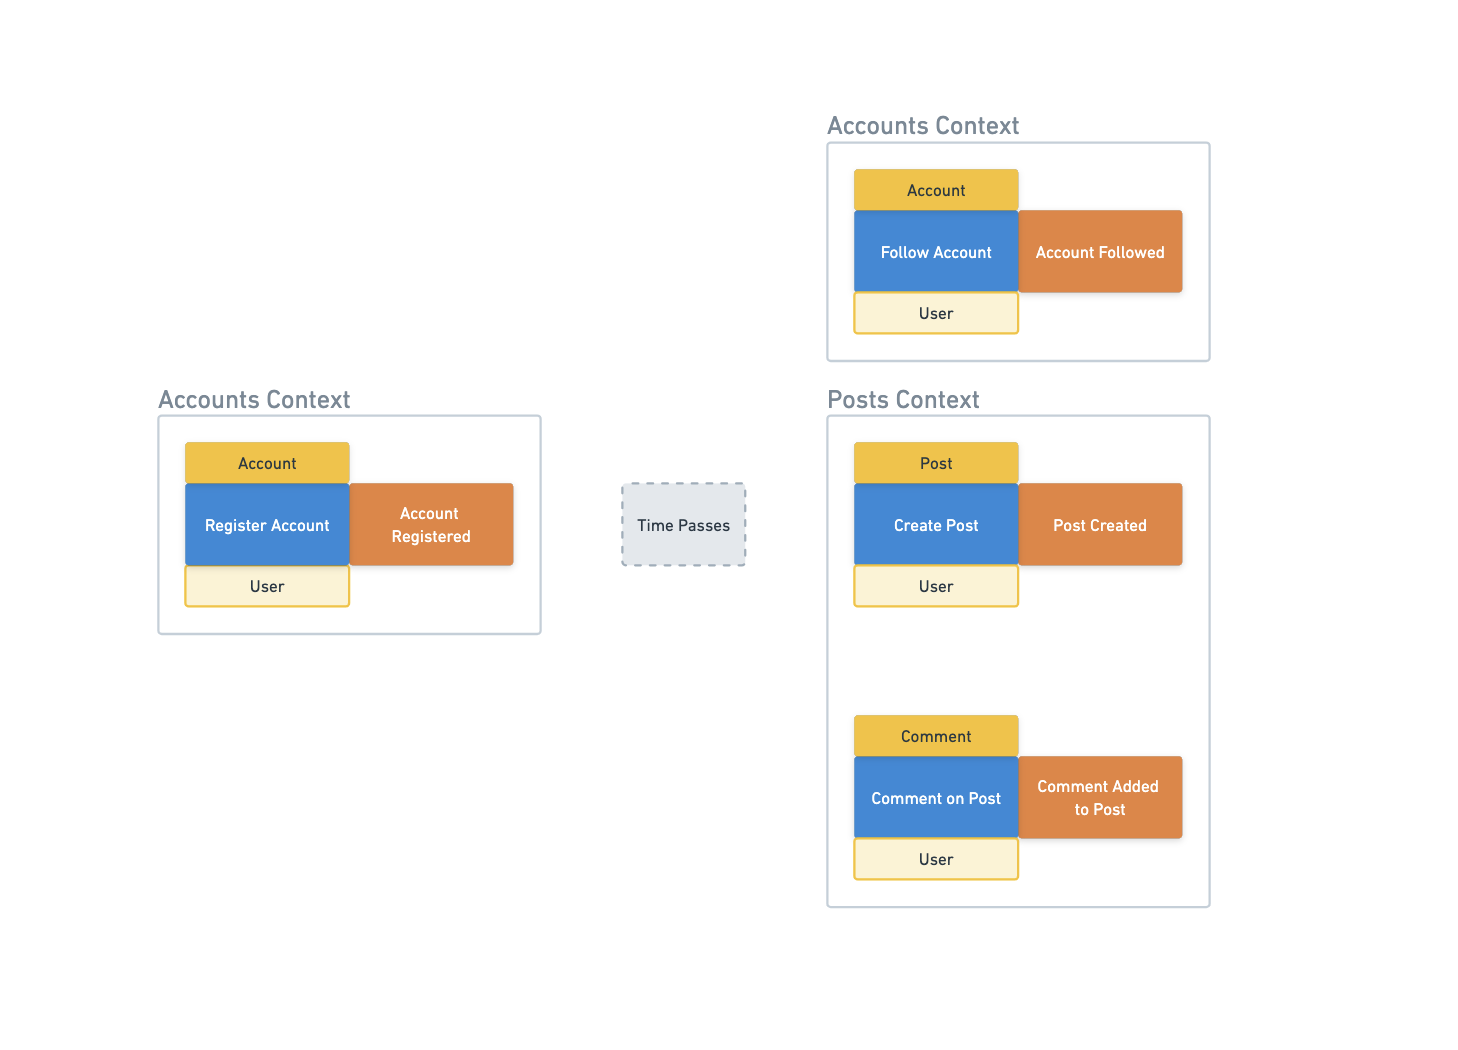 Accounts Context
Account
Follow Account
Account Followed
User
Accounts Context
Account
Register Account
Account
Registered
User
Time Passes
Posts Context
Post
Create Post
Post Created
User
Comment
Comment on Post
Comment Added
to Post
User